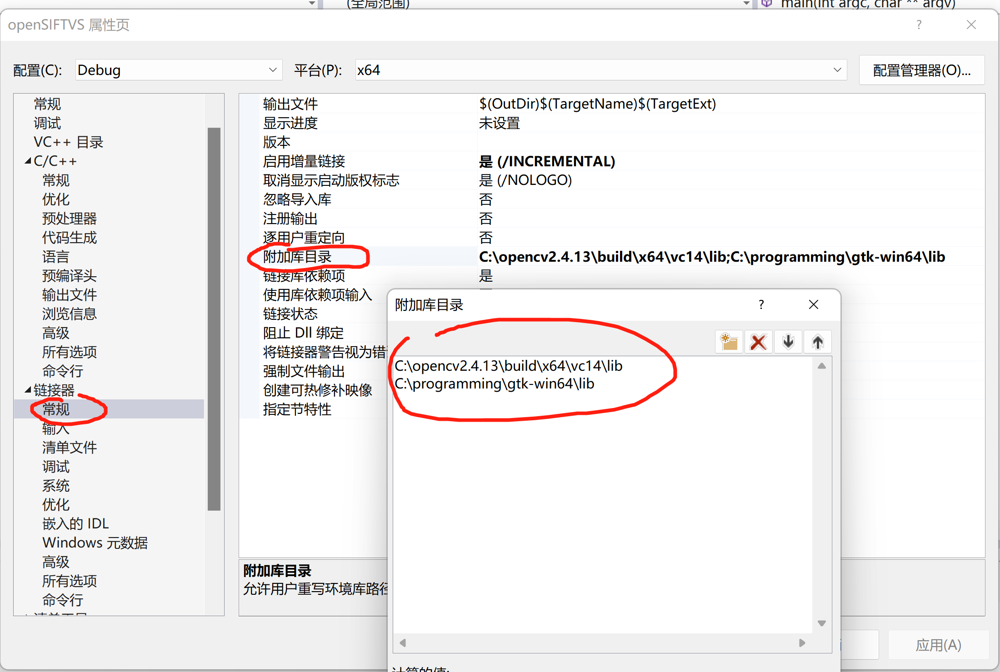 (全局范围)
main(int argc, char ** argv)
openSIFTVS 属性页
配置(C):
Debug
平台(P):
x64
配置管理器(O)...
常规
调试
VC++ 目录
C/C++
常规
优化
预处理器
代码生成
语言
预编译头
输出文件
浏览信息
高级
所有选项
命令行
链接器
常规
输入
清单文件
调试
系统
优化
嵌入的 IDL
Windows 元数据
高级
所有选项
命令行
输出文件 $(OutDir)$(TargetName)$(TargetExt)
显示进度 未设置
版本
启用增量链接 是 (/INCREMENTAL)
取消显示启动版权标志 是 (/NOLOGO)
忽略导入库 否
注册输出 否
逐用户重定向 否
附加库目录 C:\opencv2.4.13\build\x64\vc14\lib;C:\programming\gtk-win64\lib
链接库依赖项 是
使用库依赖项输入
链接状态
阻止 Dll 绑定
将链接器警告视为错
强制文件输出
创建可热修补映像
指定节特性
附加库目录
允许用户重写环境库路径
附加库目录
C:\opencv2.4.13\build\x64\vc14\lib
C:\programming\gtk-win64\lib
计算的值:
应用(A)